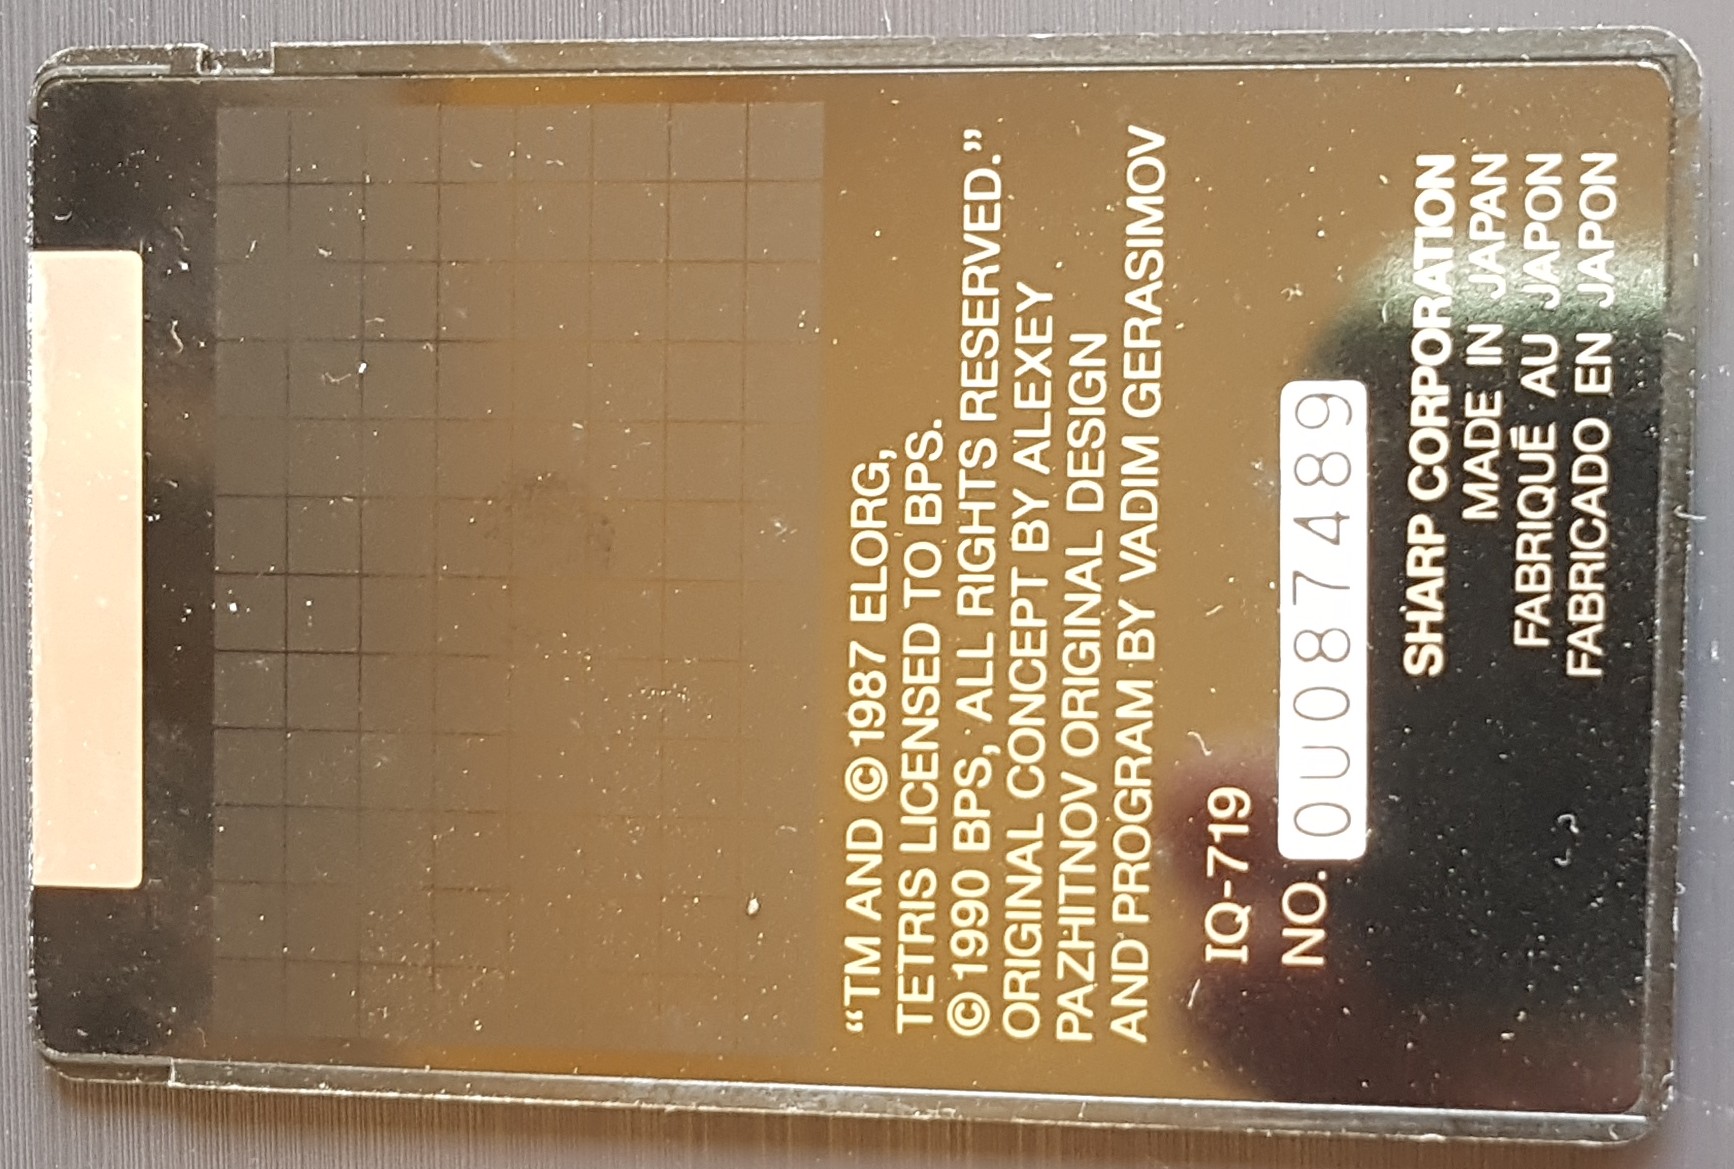 “TM AND ©1987 ELORG,
TETRIS LICENSED TO BPS.
©1990 BPS, ALL RIGHTS RESERVED.”
ORIGINAL CONCEPT BY ALEXEY
PAZHITNOV ORIGINAL DESIGN
AND PROGRAM BY VADIM GERASIMOV
IQ-719
NO. 0U087489
SHARP CORPORATION
MADE IN JAPAN
FABRIQUÉ AU JAPON
FABRICADO EN JAPON